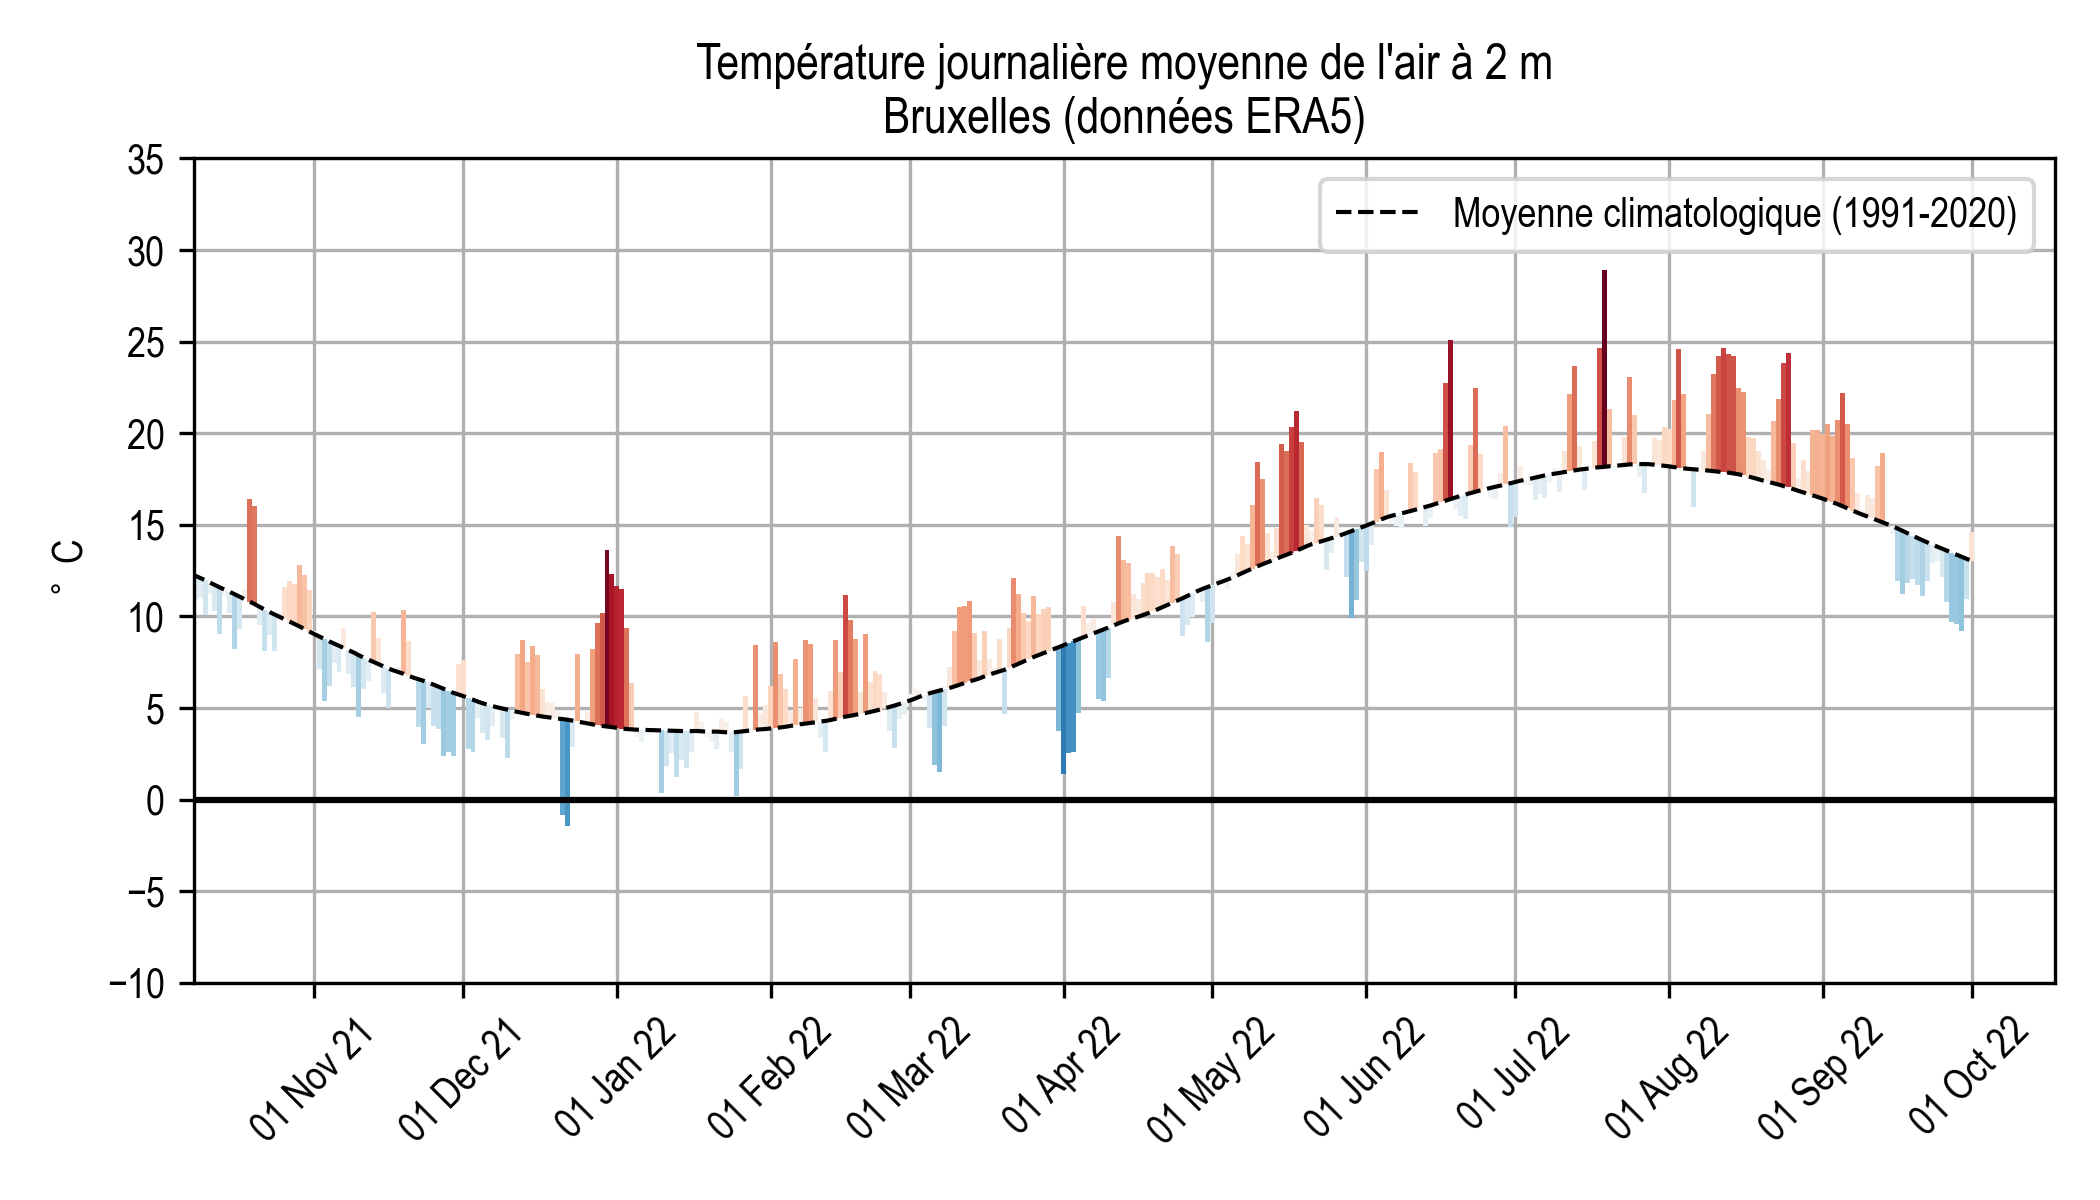 Température journalière moyenne de l'air à 2 m
Bruxelles (données ERA5)
35
30
25
20
15
10
5
0
−5
−10
° C
Moyenne climatologique (1991-2020)
01 Nov 21
01 Dec 21
01 Jan 22
01 Feb 22
01 Mar 22
01 Apr 22
01 May 22
01 Jun 22
01 Jul 22
01 Aug 22
01 Sep 22
01 Oct 22